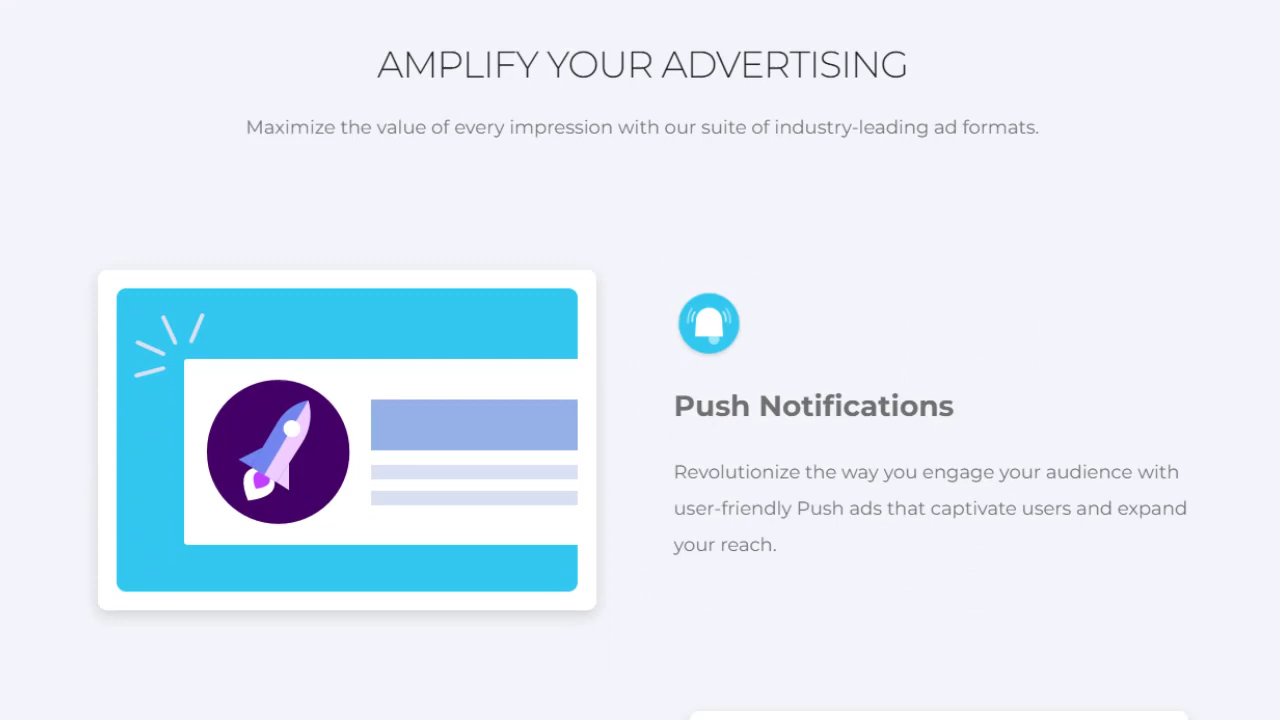 AMPLIFY YOUR ADVERTISING
Maximize the value of every impression with our suite of industry-leading ad formats.
Push Notifications
Revolutionize the way you engage your audience with
user-friendly Push ads that captivate users and expand
your reach.